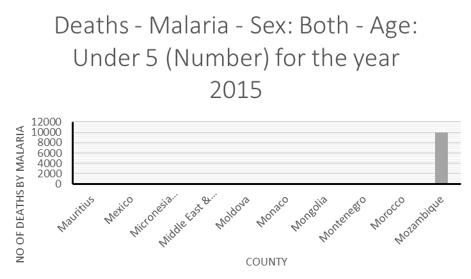 Deaths - Malaria - Sex: Both - Age:
Under 5 (Number) for the year
2015
NO OF DEATHS BY MALARIA
12000
10000
8000
6000
4000
2000
0
Mauritius
Mexico
Micronesia...
Middle East &...
Moldova
Monaco
Mongolia
Montenegro
Morocco
Mozambique
COUNTY